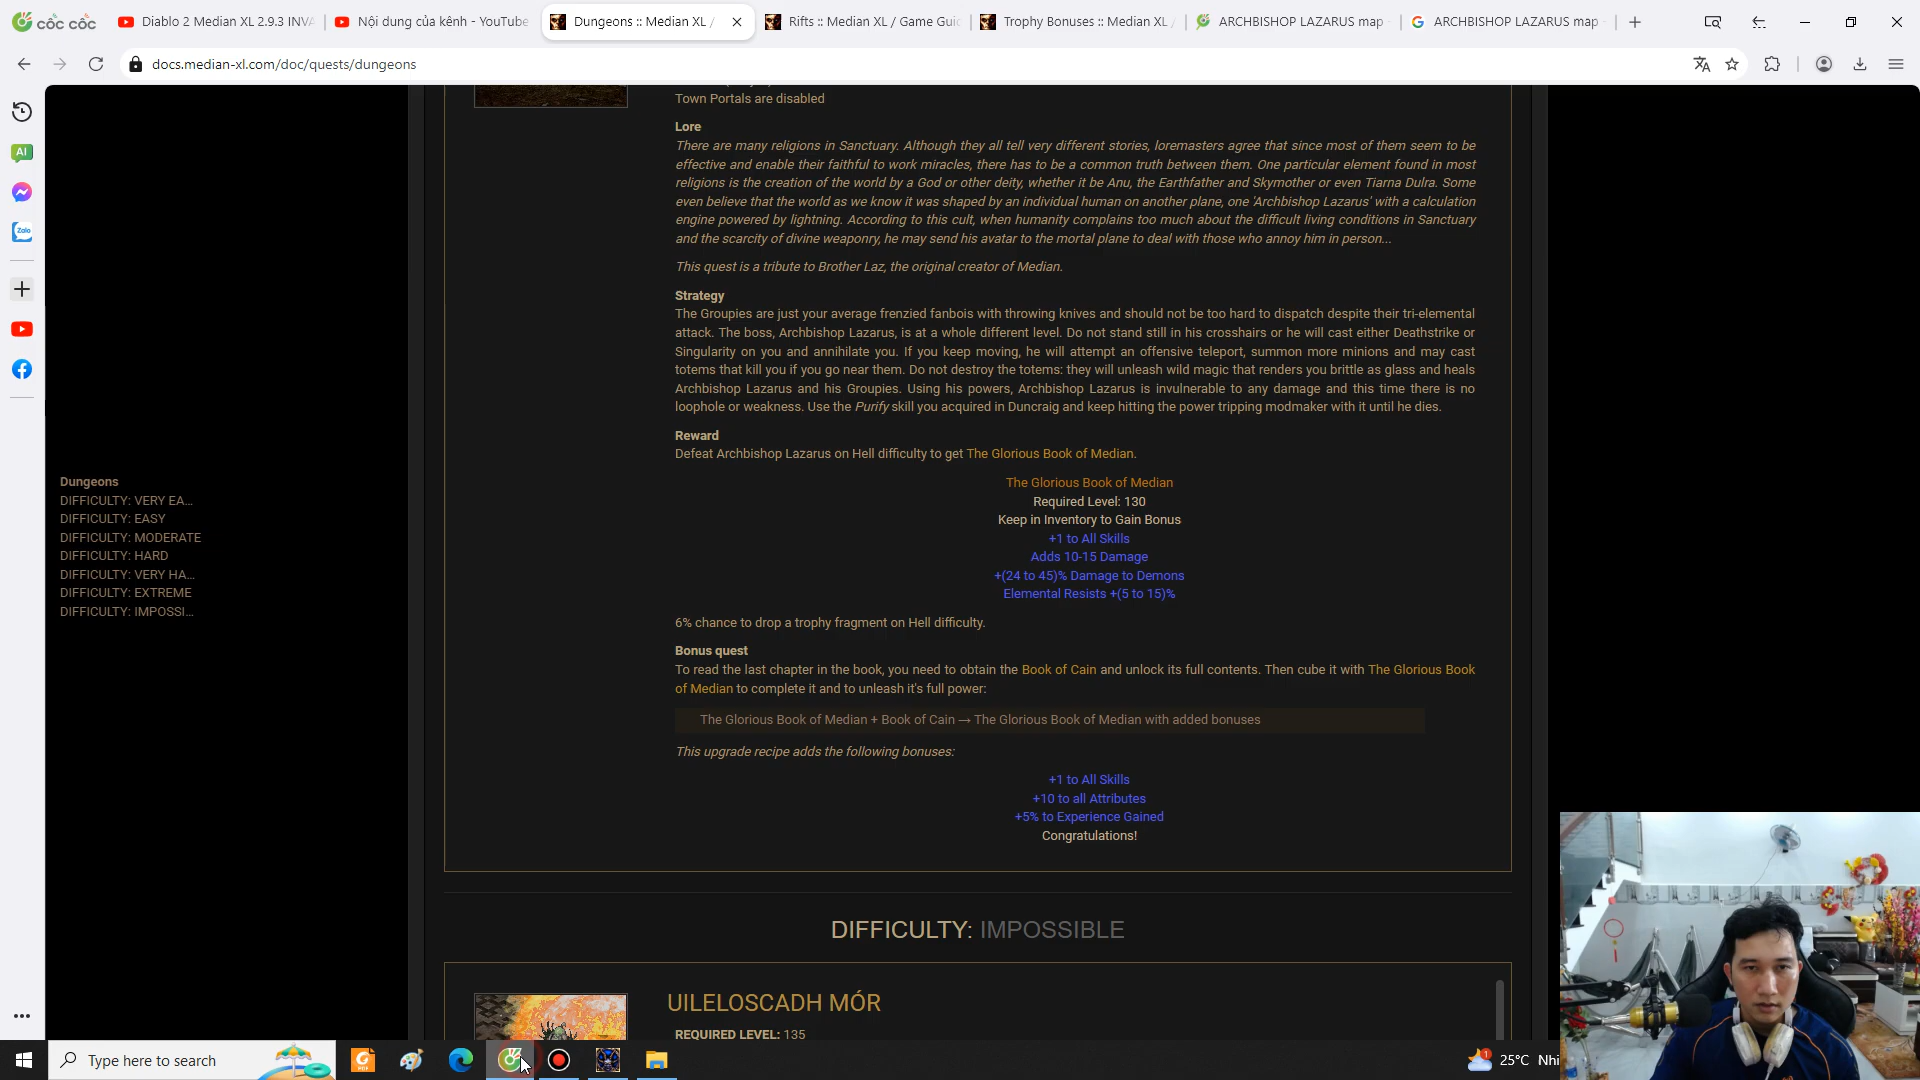 cốc cốc
Diablo 2 Median XL 2.9.3 INVA
Nội dung của kênh - YouTube
Dungeons :: Median XL /
Rifts :: Median XL / Game Guid
Trophy Bonuses :: Median XL /
ARCHBISHOP LAZARUS map
ARCHBISHOP LAZARUS map
docs.median-xl.com/doc/quests/dungeons
AI
Zalo
Town Portals are disabled
Lore
There are many religions in Sanctuary. Although they all tell very different stories, loremasters agree that since most of them seem to be
effective and enable their faithful to work miracles, there has to be a common truth between them. One particular element found in most
religions is the creation of the world by a God or other deity, whether it be Anu, the Earthfather and Skymother or even Tiarna Dulra. Some
even believe that the world as we know it was shaped by an individual human on another plane, one 'Archbishop Lazarus' with a calculation
engine powered by lightning. According to this cult, when humanity complains too much about the difficult living conditions in Sanctuary
and the scarcity of divine weaponry, he may send his avatar to the mortal plane to deal with those who annoy him in person...
This quest is a tribute to Brother Laz, the original creator of Median.
Strategy
The Groupies are just your average frenzied fanbois with throwing knives and should not be too hard to dispatch despite their tri-elemental
attack. The boss, Archbishop Lazarus, is at a whole different level. Do not stand still in his crosshairs or he will cast either Deathstrike or
Singularity on you and annihilate you. If you keep moving, he will attempt an offensive teleport, summon more minions and may cast
totems that kill you if you go near them. Do not destroy the totems: they will unleash wild magic that renders you brittle as glass and heals
Archbishop Lazarus and his Groupies. Using his powers, Archbishop Lazarus is invulnerable to any damage and this time there is no
loophole or weakness. Use the Purify skill you acquired in Duncraig and keep hitting the power tripping modmaker with it until he dies.
Reward
Defeat Archbishop Lazarus on Hell difficulty to get The Glorious Book of Median.
The Glorious Book of Median
Required Level: 130
Keep in Inventory to Gain Bonus
+1 to All Skills
Adds 10-15 Damage
+(24 to 45)% Damage to Demons
Elemental Resists +(5 to 15)%
6% chance to drop a trophy fragment on Hell difficulty.
Bonus quest
To read the last chapter in the book, you need to obtain the Book of Cain and unlock its full contents. Then cube it with The Glorious Book
of Median to complete it and to unleash it's full power:
The Glorious Book of Median + Book of Cain → The Glorious Book of Median with added bonuses
This upgrade recipe adds the following bonuses:
+1 to All Skills
+10 to all Attributes
+5% to Experience Gained
Congratulations!
Dungeons
DIFFICULTY: VERY EA...
DIFFICULTY: EASY
DIFFICULTY: MODERATE
DIFFICULTY: HARD
DIFFICULTY: VERY HA...
DIFFICULTY: EXTREME
DIFFICULTY: IMPOSSI...
DIFFICULTY: IMPOSSIBLE
UILELOSCADH MÓR
REQUIRED LEVEL: 135
Type here to search
1
25°C Nhi